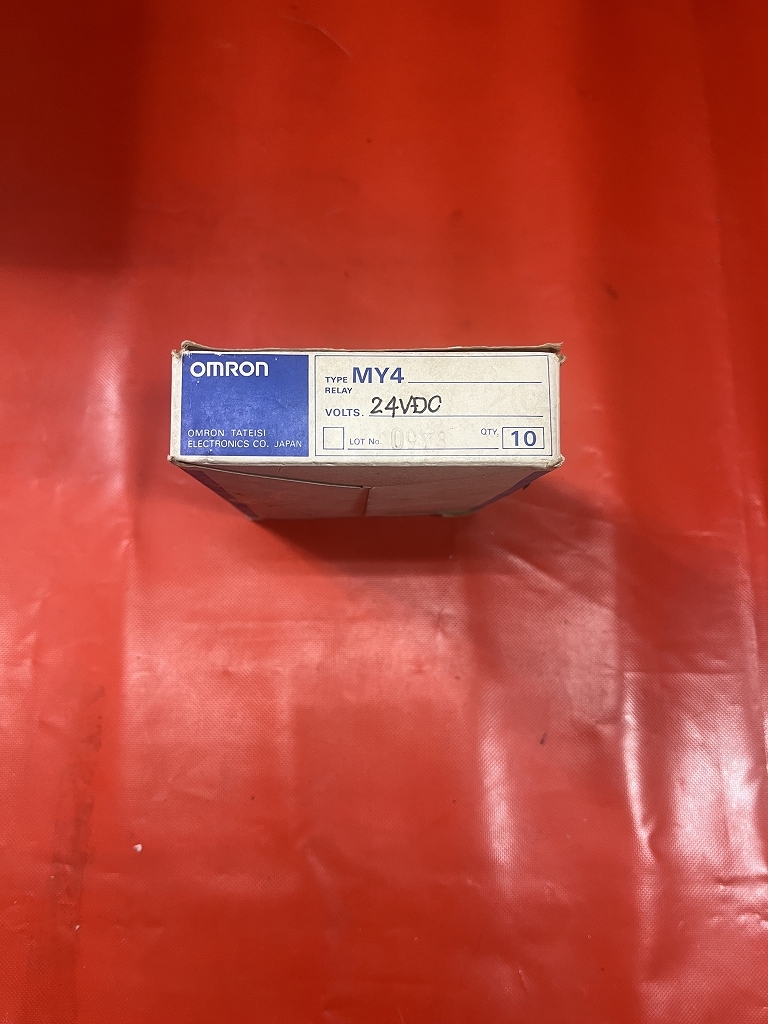 OMRON
OMRON TATEISI
ELECTRONICS CO. JAPAN
TYPE MY4
RELAY
VOLTS. 24VDC
LOT No.
QTY. 10